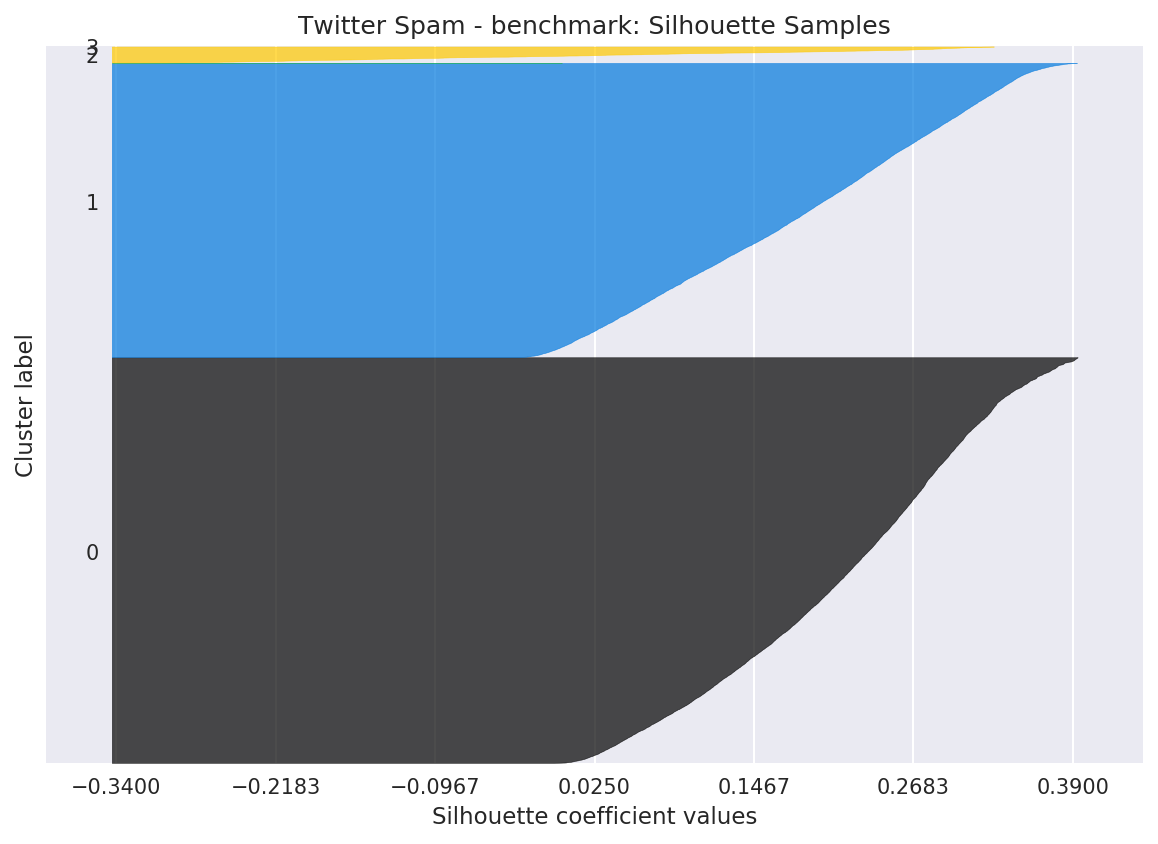 Twitter Spam - benchmark: Silhouette Samples
3
2
1
0
Cluster label
−0.3400 −0.2183 −0.0967 0.0250 0.1467 0.2683 0.3900
Silhouette coefficient values